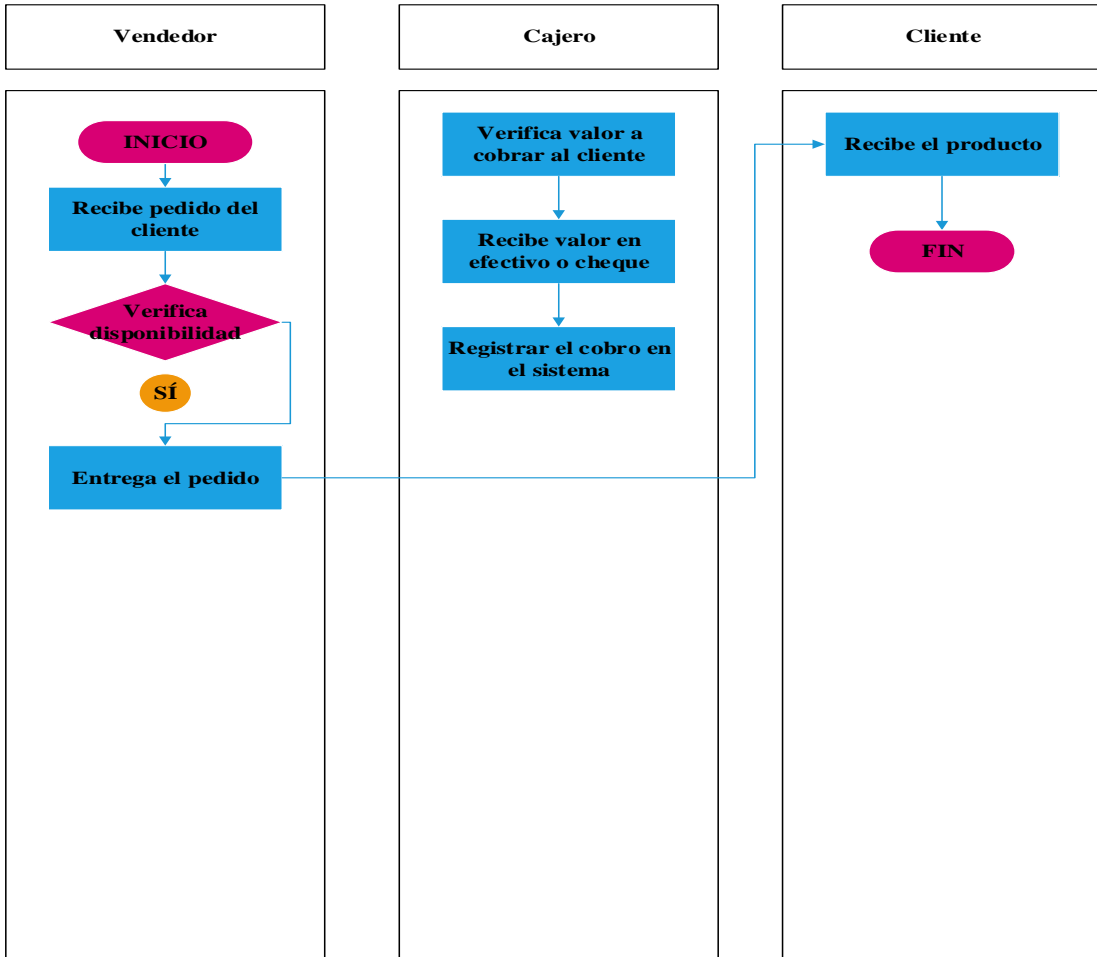 Vendedor
Cajero
Cliente
INICIO
Recibe pedido del
cliente
Verifica
disponibilidad
SÍ
Entrega el pedido
Verifica valor a
cobrar al cliente
Recibe valor en
efectivo o cheque
Registrar el cobro en
el sistema
Recibe el producto
FIN